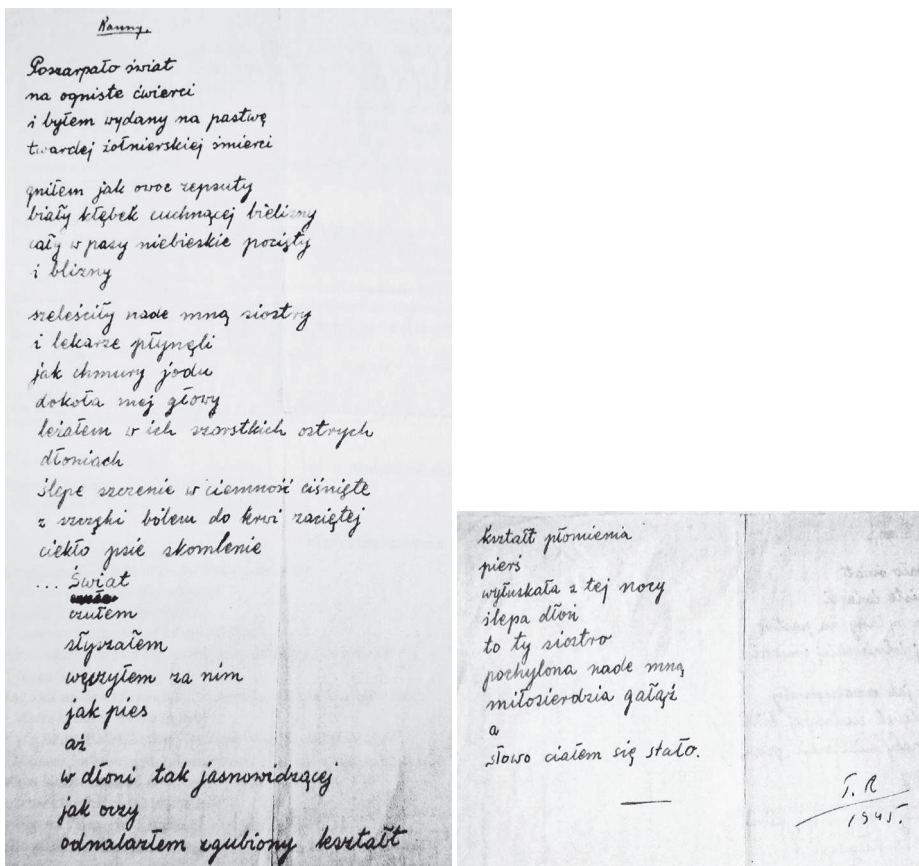 Ranny.
Poszarpało świat
na ogniste ćwierci
i byłem wydany na pastwę
twardej żołnierskiej śmierci
gniłem jak owoc zepsuty
biały kłębek cuchnącej bielizny
cały w pasy niebieskie pocięty
i blizny
szeleściły nade mną siostry
i lekarze płynęli
jak chmury jodu
dokoła mej głowy
leżałem w ich szorstkich ostrych
dłoniach
ślepe szczenię w ciemność ciśnięte
z szczęki bólem do krwi zaciętej
ciekło psie skomlenie
... Świat
czułem
słyszałem
węszyłem za nim
jak pies
aż
w dłoni tak jasnowidzącej
jak oczy
odnalazłem zgubiony kształt
kształt płomienia
pierś
wyłuskała z tej nocy
ślepa dłoń
to ty siostro
pochylona nade mną
miłosierdzia gałąź
a
słowo ciałem się stało.
T. R
1945.